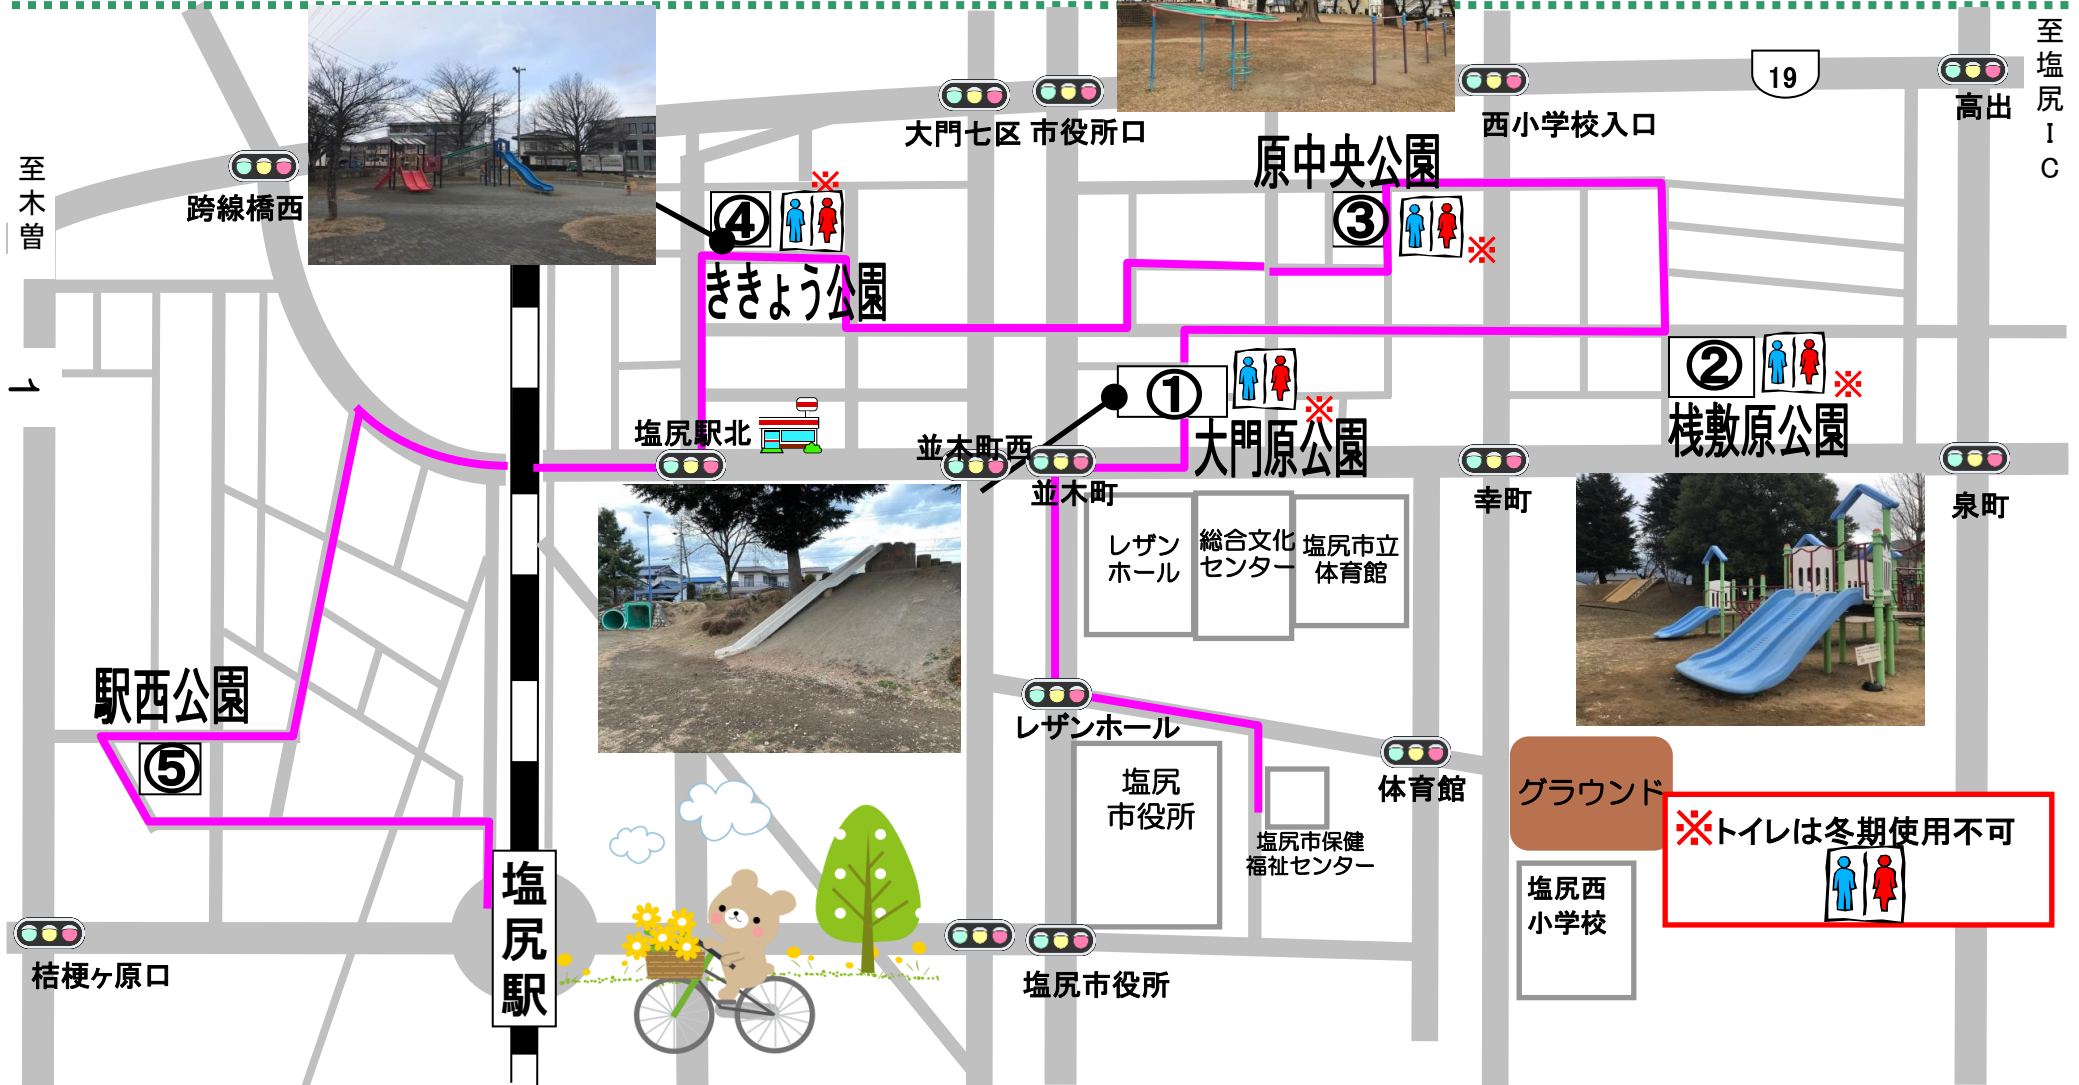 至塩尻IC
19
高出
西小学校入口
大門七区
市役所口
原中央公園
③
※
至木曽
跨線橋西
④
※
ききょう公園
1
塩尻駅北
並木町西
並木町
①
※
大門原公園
②
※
桟敷原公園
幸町
泉町
レザン
ホール
総合文化
センター
塩尻市立
体育館
駅西公園
⑤
レザンホール
体育館
塩尻
市役所
塩尻市保健
福祉センター
グラウンド
※トイレは冬期使用不可
塩尻西
小学校
塩尻駅
桔梗ヶ原口
塩尻市役所